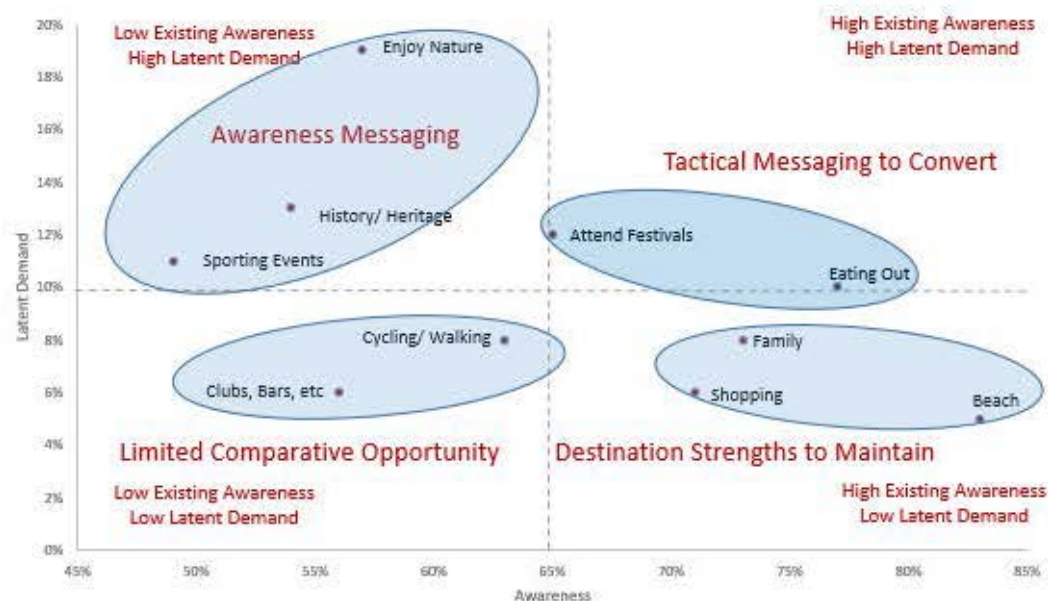 20%
18%
16%
14%
12%
10%
8%
6%
4%
2%
0%
Latent Demand
Low Existing Awareness
High Latent Demand
Enjoy Nature
Awareness Messaging
History/ Heritage
Sporting Events
High Existing Awareness
High Latent Demand
Tactical Messaging to Convert
Attend Festivals
Eating Out
Cycling/ Walking
Clubs, Bars, etc
Limited Comparative Opportunity
Low Existing Awareness
Low Latent Demand
Family
Shopping
Beach
Destination Strengths to Maintain
High Existing Awareness
Low Latent Demand
45%
50%
55%
60%
65%
70%
75%
80%
85%
Awareness